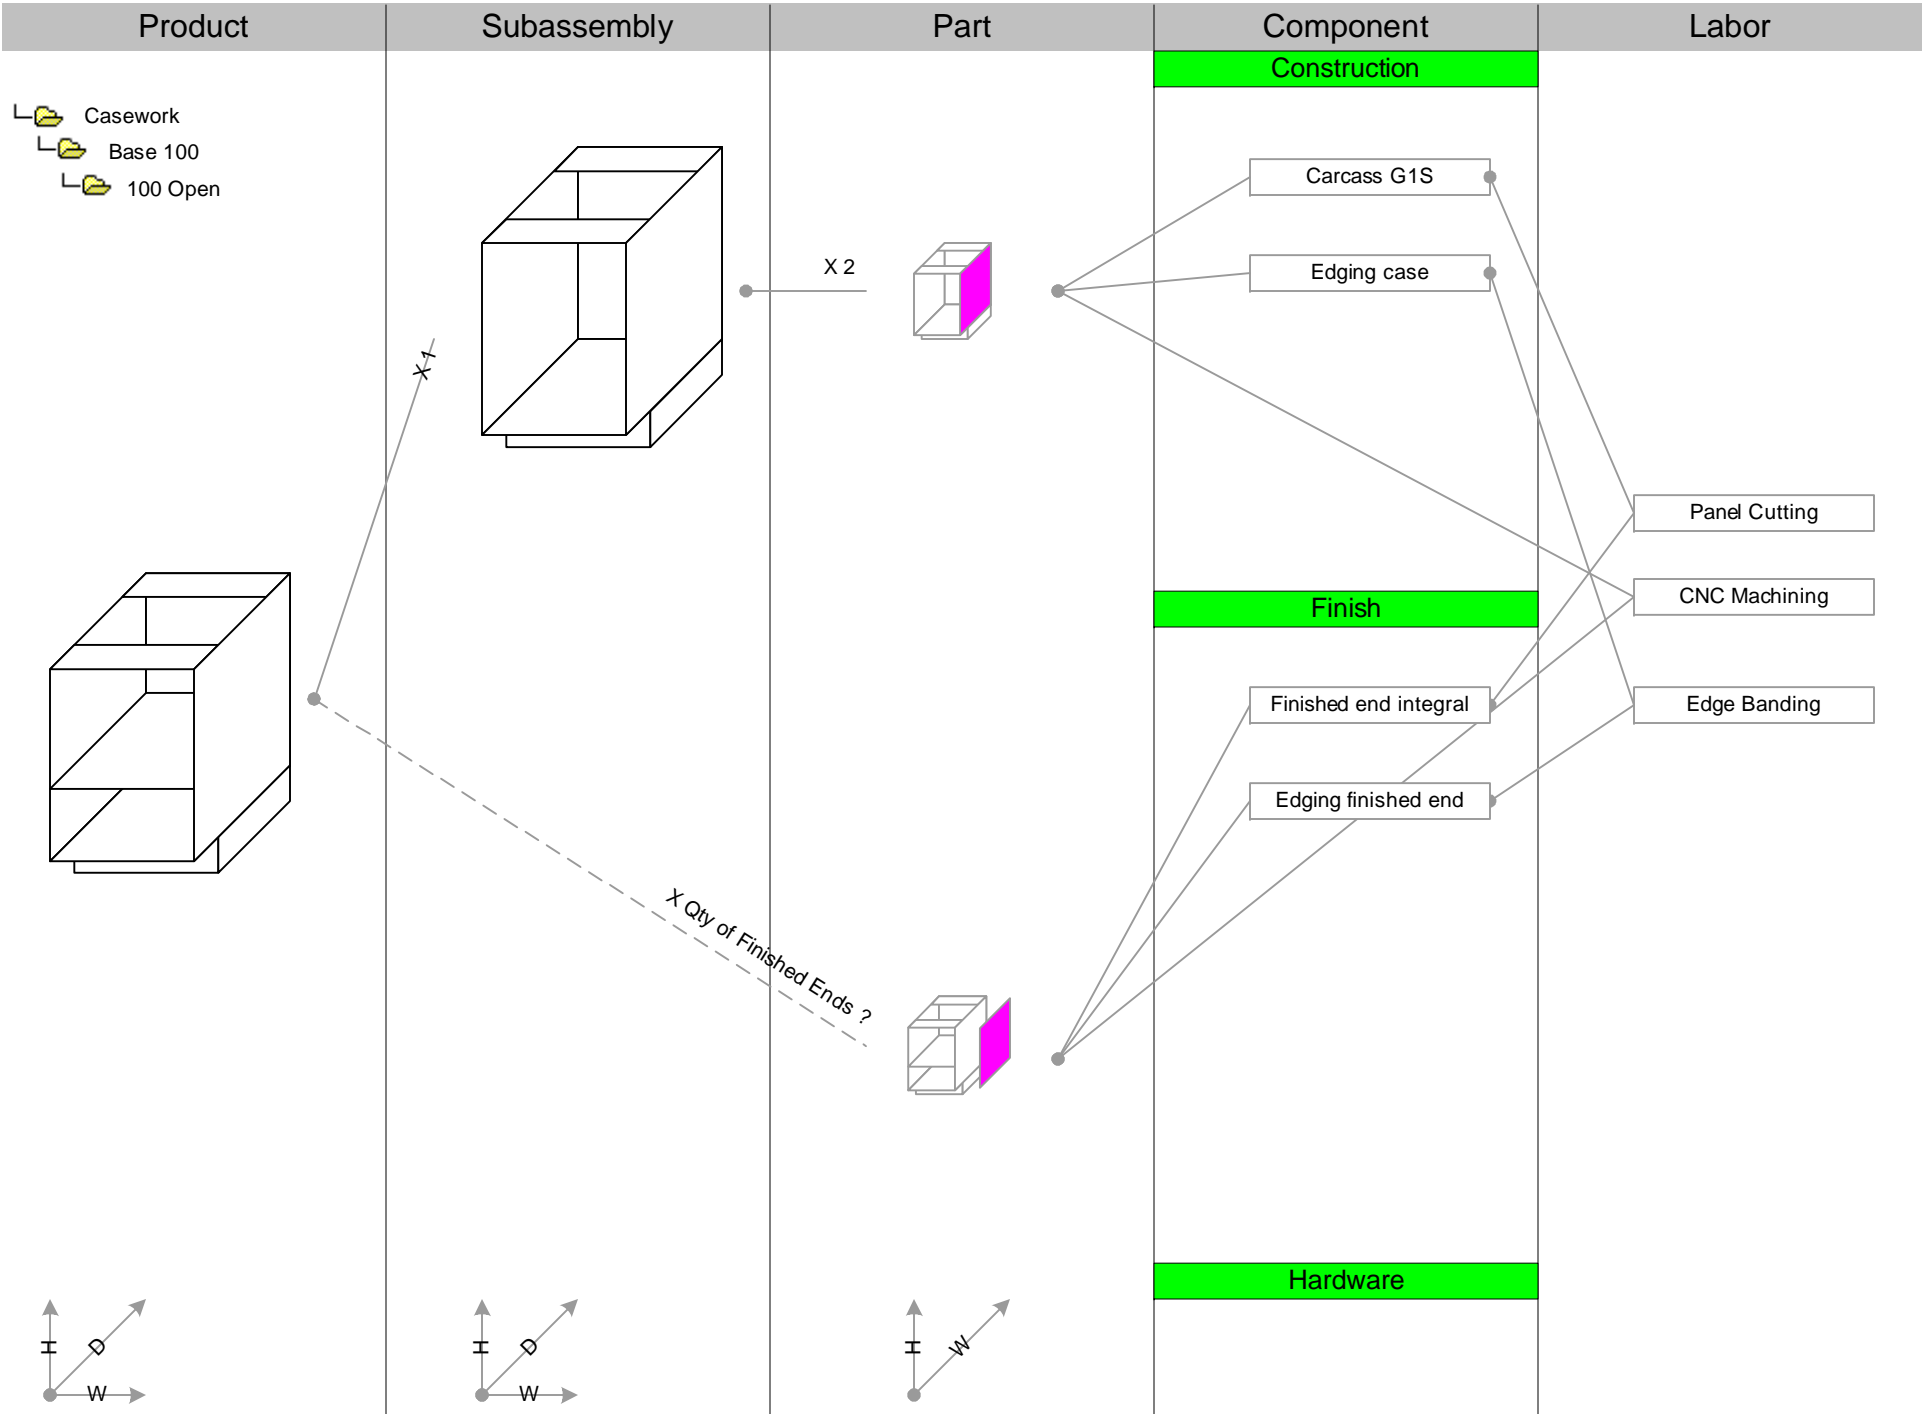 Product
Subassembly
Part
Component
Labor
Construction
Casework
Base 100
100 Open
Carcass G1S
Edging case
X 2
X 1
Panel Cutting
CNC Machining
Finish
Finished end integral
Edge Banding
Edging finished end
X Qty of Finished Ends ?
Hardware
H
D
W
H
D
W
H
W